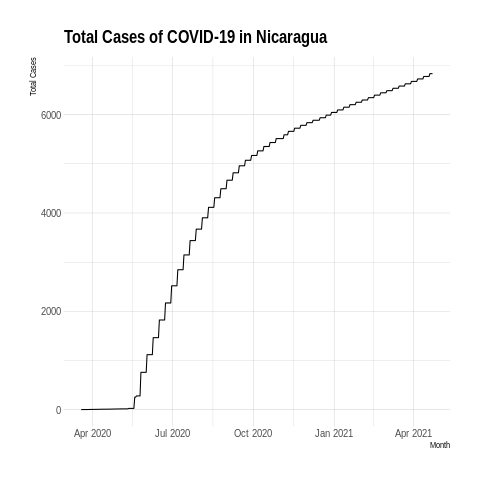 Total Cases of COVID-19 in Nicaragua
Total Cases
6000
4000
2000
0
Apr 2020 Jul 2020 Oct 2020 Jan 2021 Apr 2021
Month